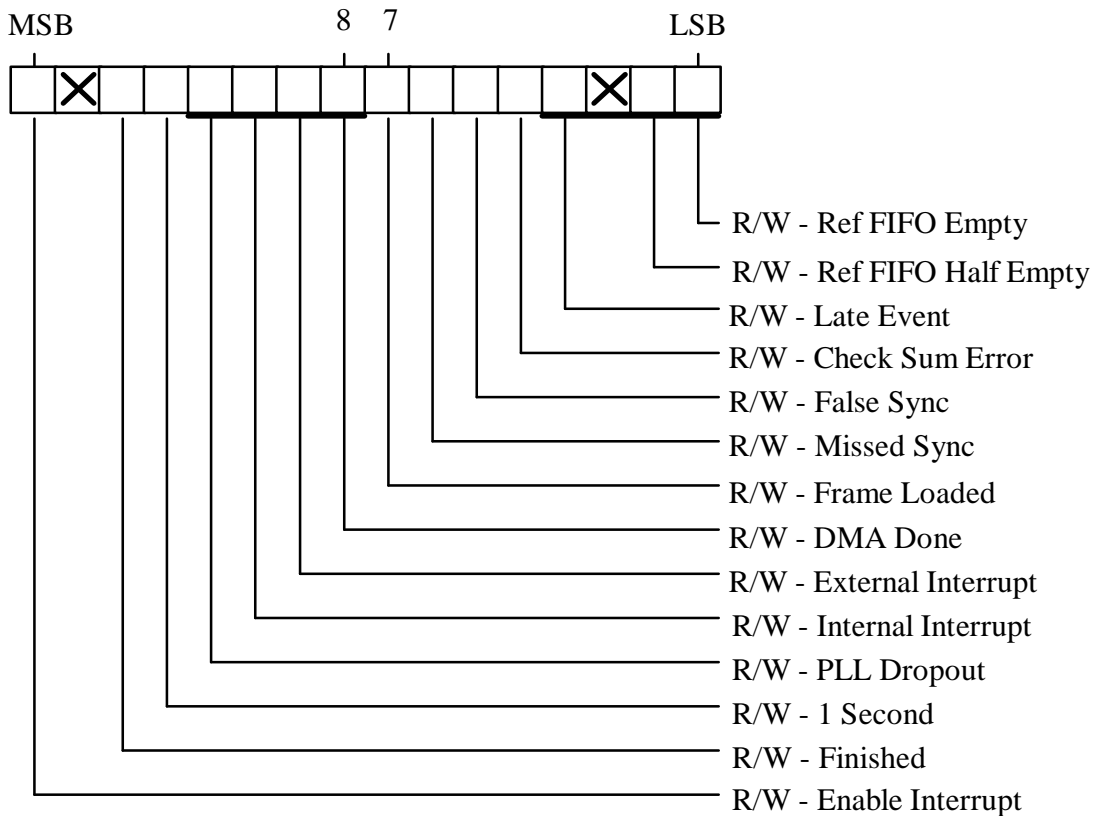 MSB 8 7 LSB
R/W - Ref FIFO Empty
R/W - Ref FIFO Half Empty
R/W - Late Event
R/W - Check Sum Error
R/W - False Sync
R/W - Missed Sync
R/W - Frame Loaded
R/W - DMA Done
R/W - External Interrupt
R/W - Internal Interrupt
R/W - PLL Dropout
R/W - 1 Second
R/W - Finished
R/W - Enable Interrupt